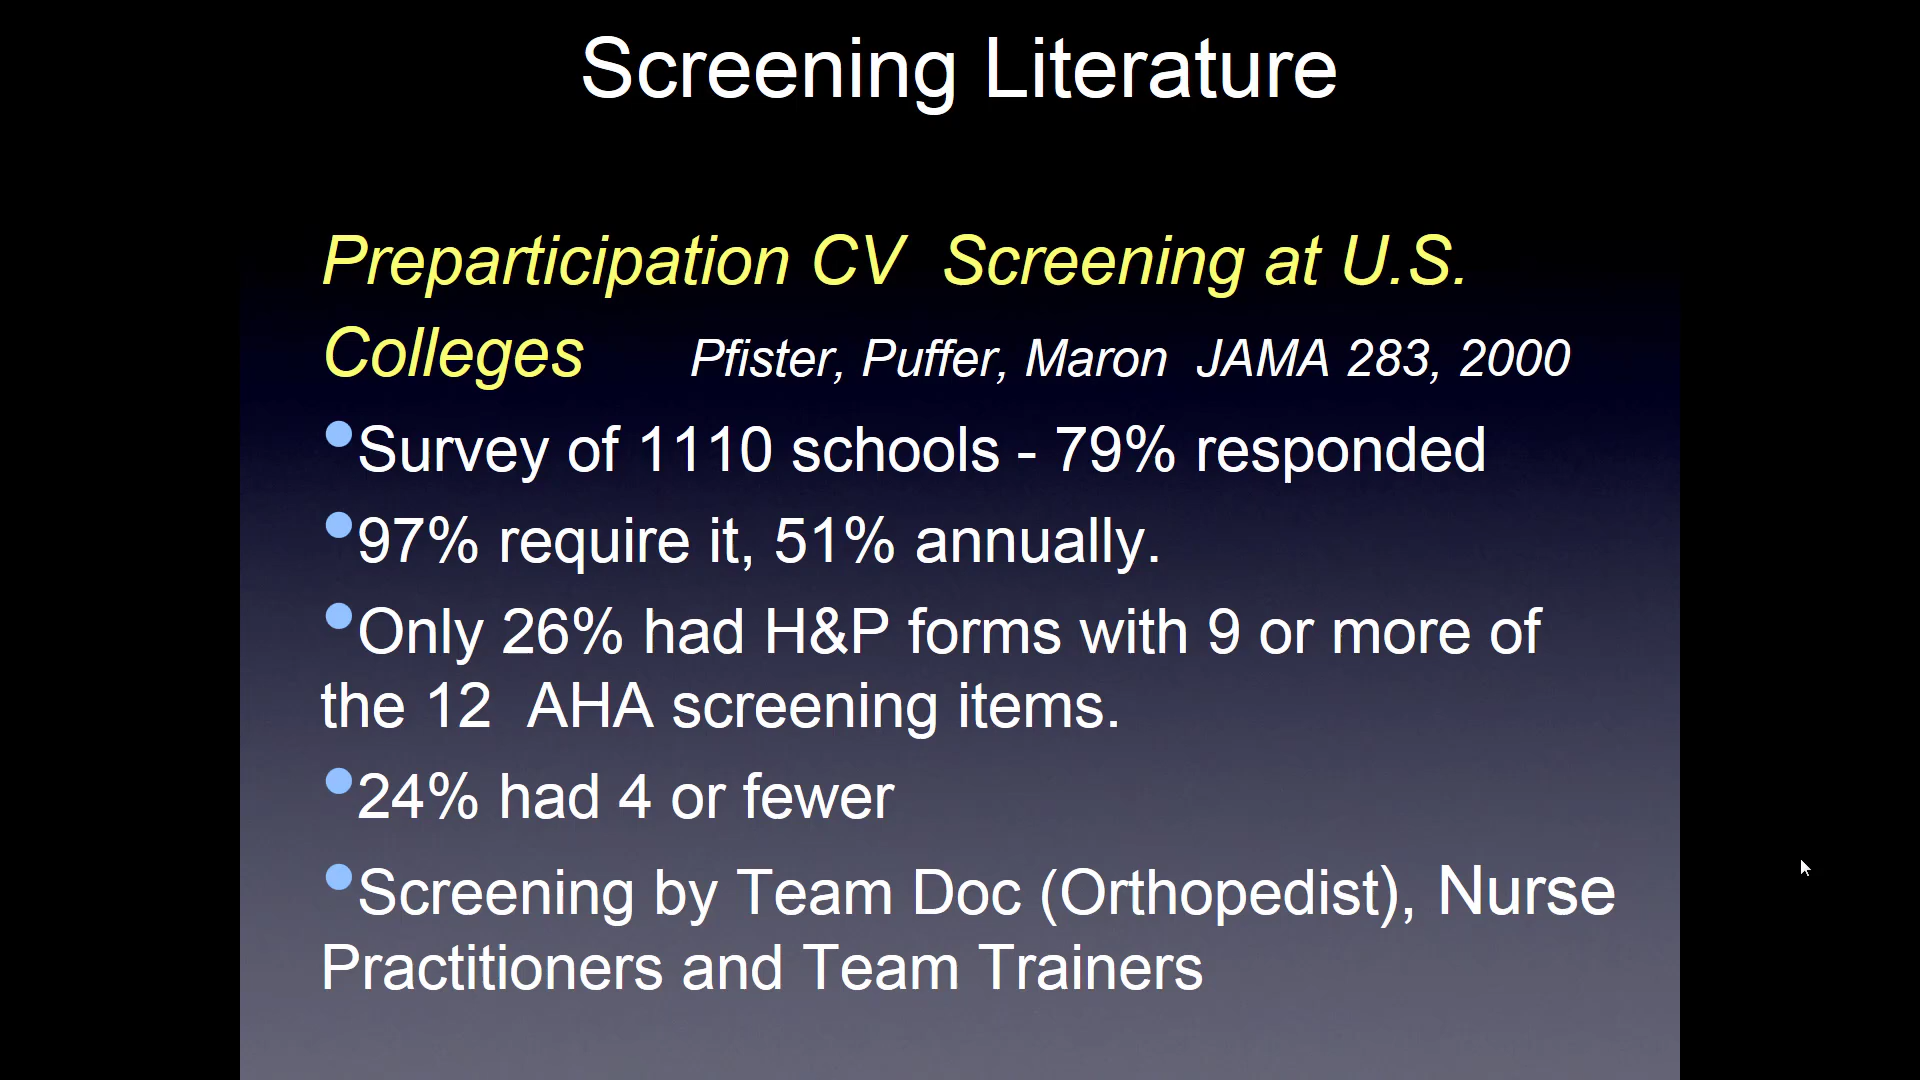 Screening Literature
Preparticipation CV Screening at U.S.
Colleges Pfister, Puffer, Maron JAMA 283, 2000
•Survey of 1110 schools - 79% responded
•97% require it, 51% annually.
•Only 26% had H&P forms with 9 or more of
the 12 AHA screening items.
•24% had 4 or fewer
•Screening by Team Doc (Orthopedist), Nurse
Practitioners and Team Trainers